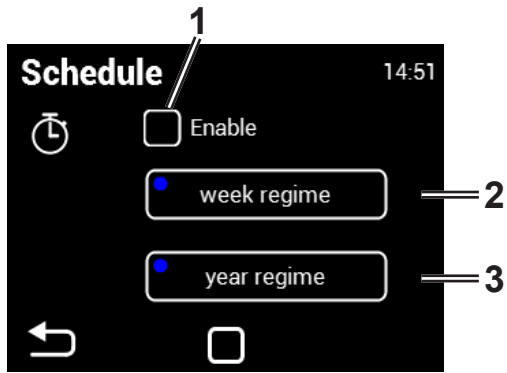 1
Schedule 14:51
Enable
week regime 2
year regime 3